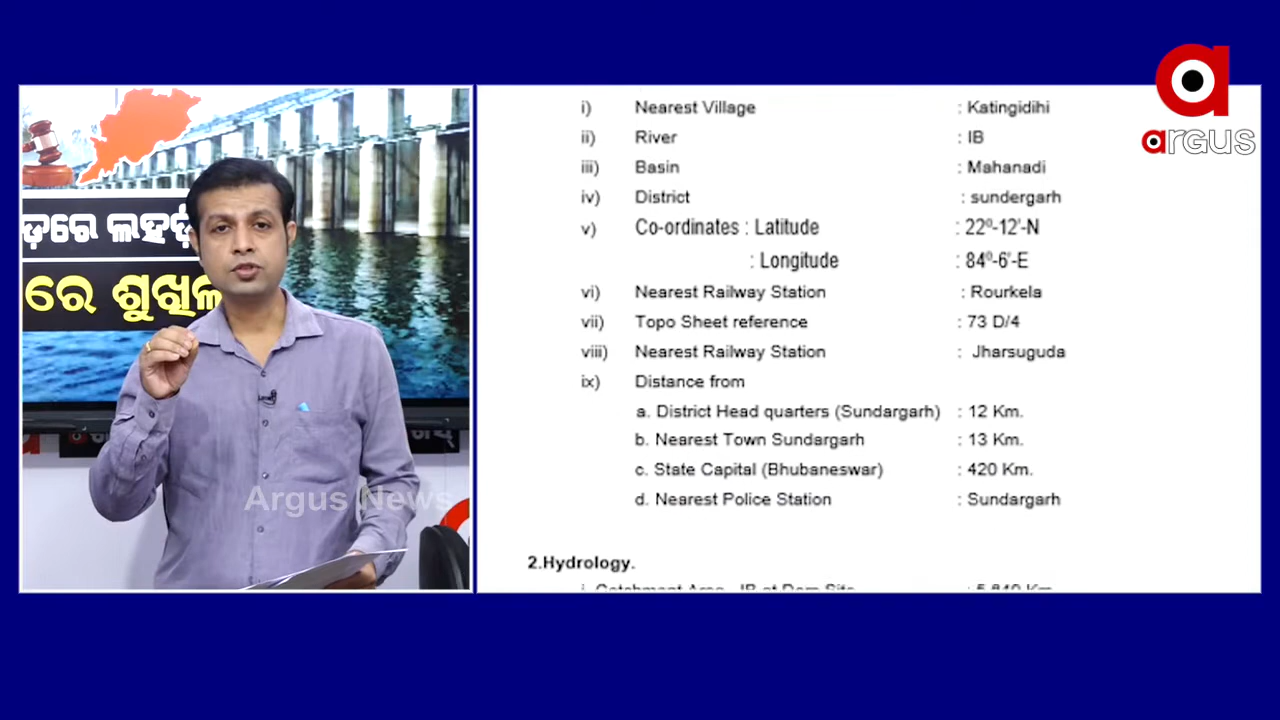 argus
ଡ଼ରେ ଲହଡ଼ି
ରେ ଶୁଖିଲା
Argus News
i) Nearest Village : Katingidihi
ii) River : IB
iii) Basin : Mahanadi
iv) District : sundergarh
v) Co-ordinates : Latitude : 22⁰-12'-N
: Longitude : 84⁰-6'-E
vi) Nearest Railway Station : Rourkela
vii) Topo Sheet reference : 73 D/4
viii) Nearest Railway Station : Jharsuguda
ix) Distance from
a. District Head quarters (Sundargarh) : 12 Km.
b. Nearest Town Sundargarh : 13 Km.
c. State Capital (Bhubaneswar) : 420 Km.
d. Nearest Police Station : Sundargarh
2.Hydrology.